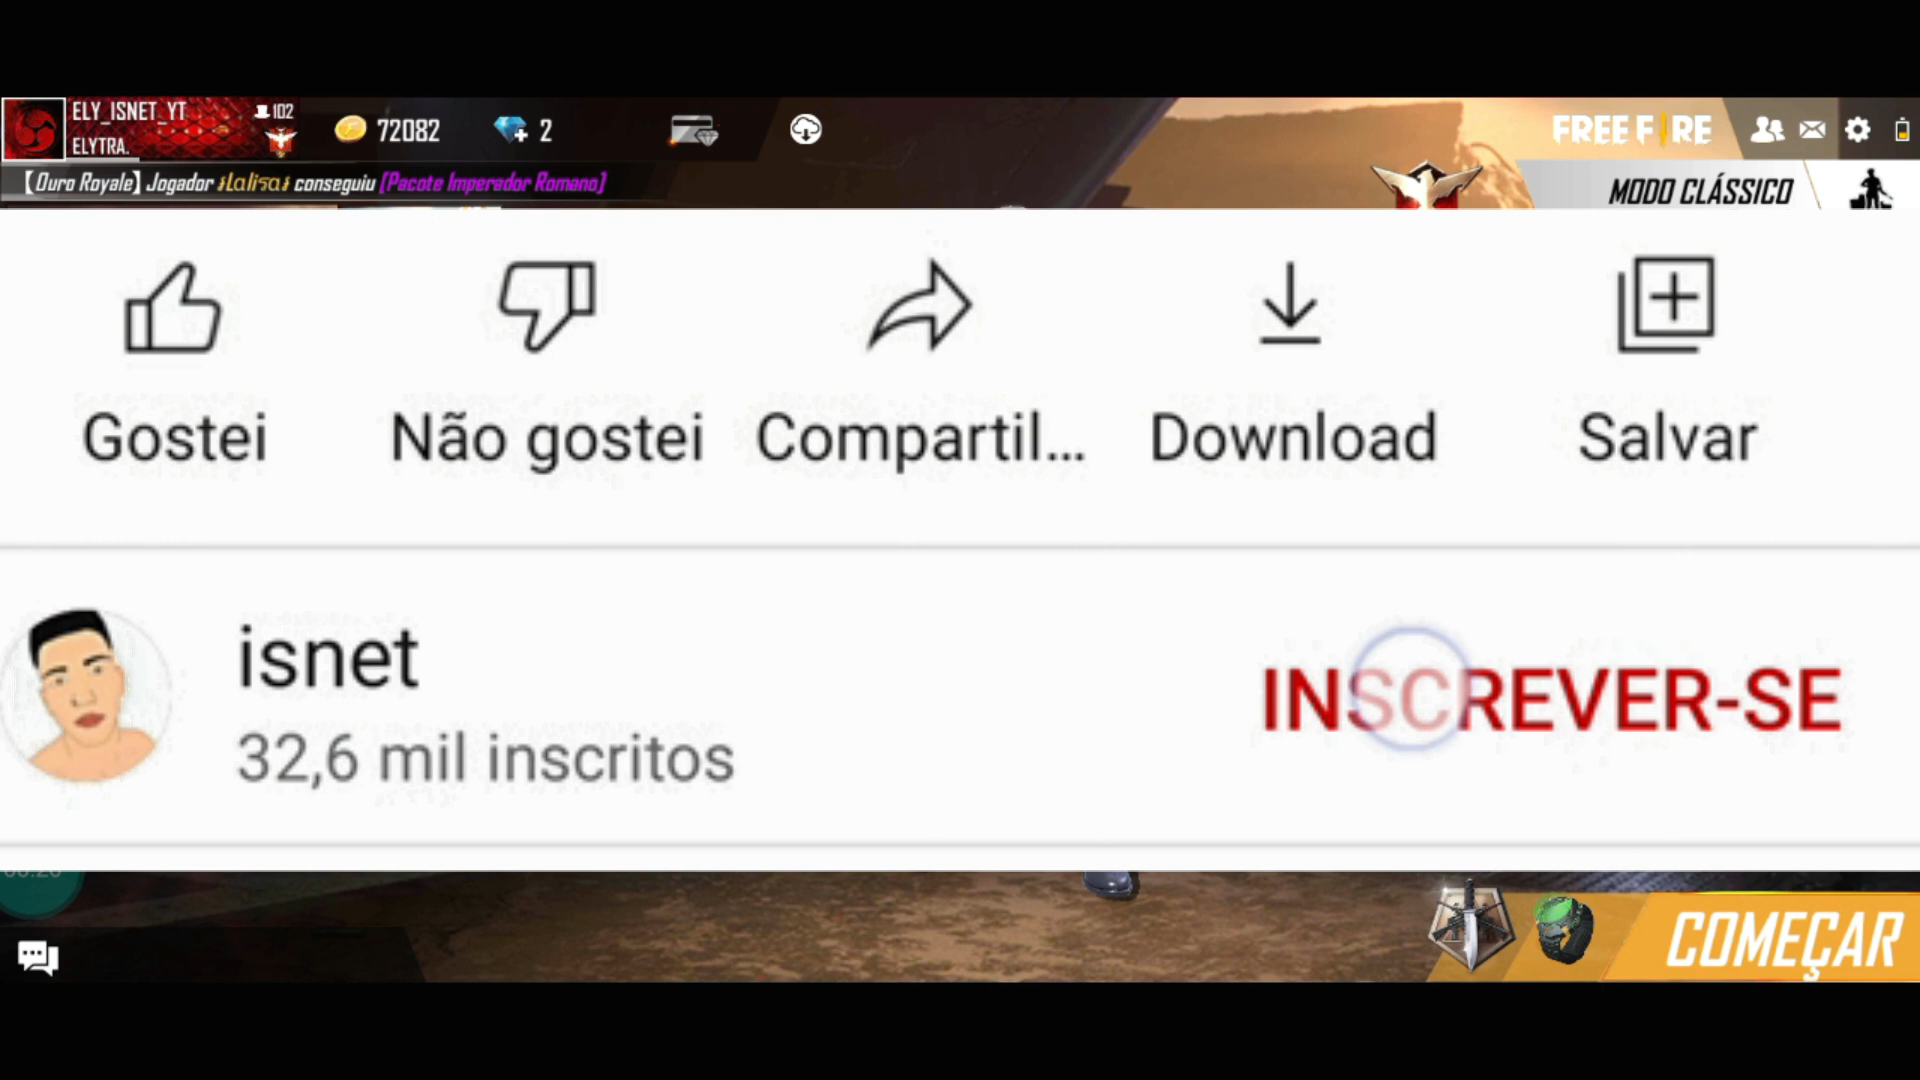 ELY_ISNET_YT
102
ELYTRA.
72082
2
FREE FIRE
[Ouro Royale] Jogador Lalisa conseguiu [Pacote Imperador Romano]
MODO CLÁSSICO
Gostei
Não gostei
Compartil...
Download
Salvar
isnet
32,6 mil inscritos
INSCREVER-SE
COMEÇAR